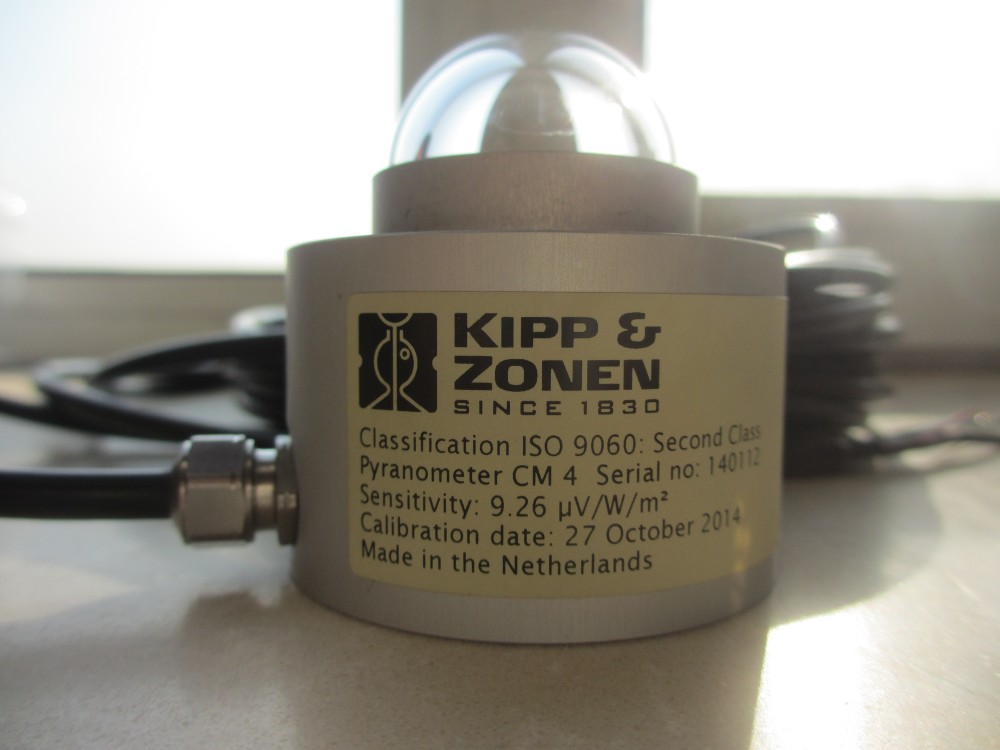 KIPP &
ZONEN
SINCE 1830
Classification ISO 9060: Second Class
Pyranometer CM 4 Serial no: 140112
Sensitivity: 9.26 µV/W/m²
Calibration date: 27 October 2014
Made in the Netherlands